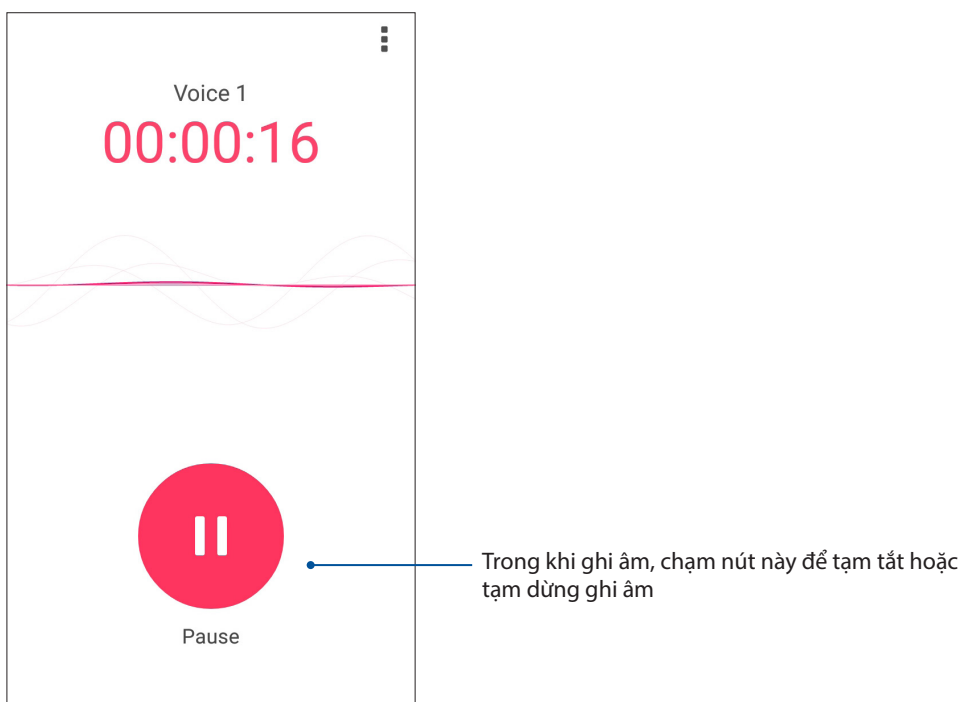 Voice 1
00:00:16
Trong khi ghi âm, chạm nút này để tạm tắt hoặc
tạm dừng ghi âm
Pause